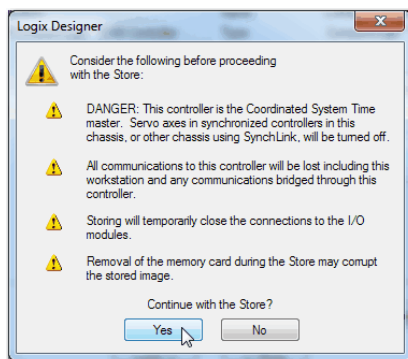 Logix Designer
Consider the following before proceeding
with the Store:
DANGER: This controller is the Coordinated System Time
master. Servo axes in synchronized controllers in this
chassis, or other chassis using SynchLink, will be turned off.
All communications to this controller will be lost including this
workstation and any communications bridged through this
controller.
Storing will temporarily close the connections to the I/O
modules.
Removal of the memory card during the Store may corrupt
the stored image.
Continue with the Store?
Yes
No